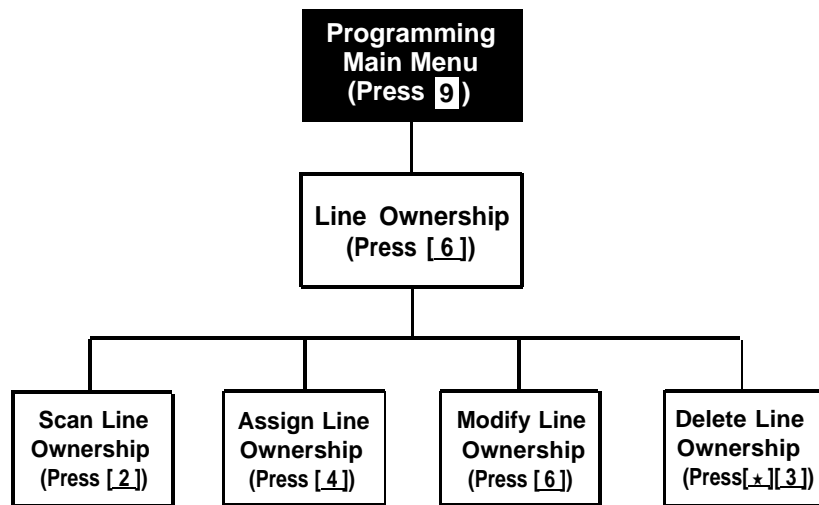 Programming
Main Menu
(Press 9)
Line Ownership
(Press [ 6 ])
Scan Line
Ownership
(Press [ 2 ])
Assign Line
Ownership
(Press [ 4 ])
Modify Line
Ownership
(Press [ 6 ])
Delete Line
Ownership
(Press[ ★ ][ 3 ])